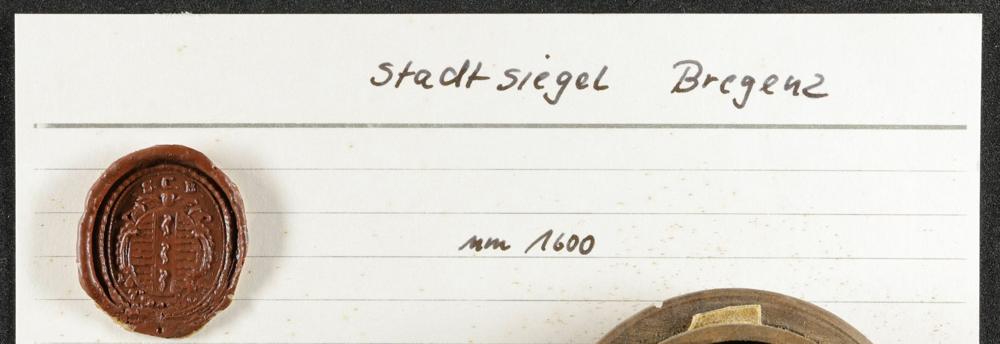 Stadtsiegel Bregenz
um 1600
S. C. B